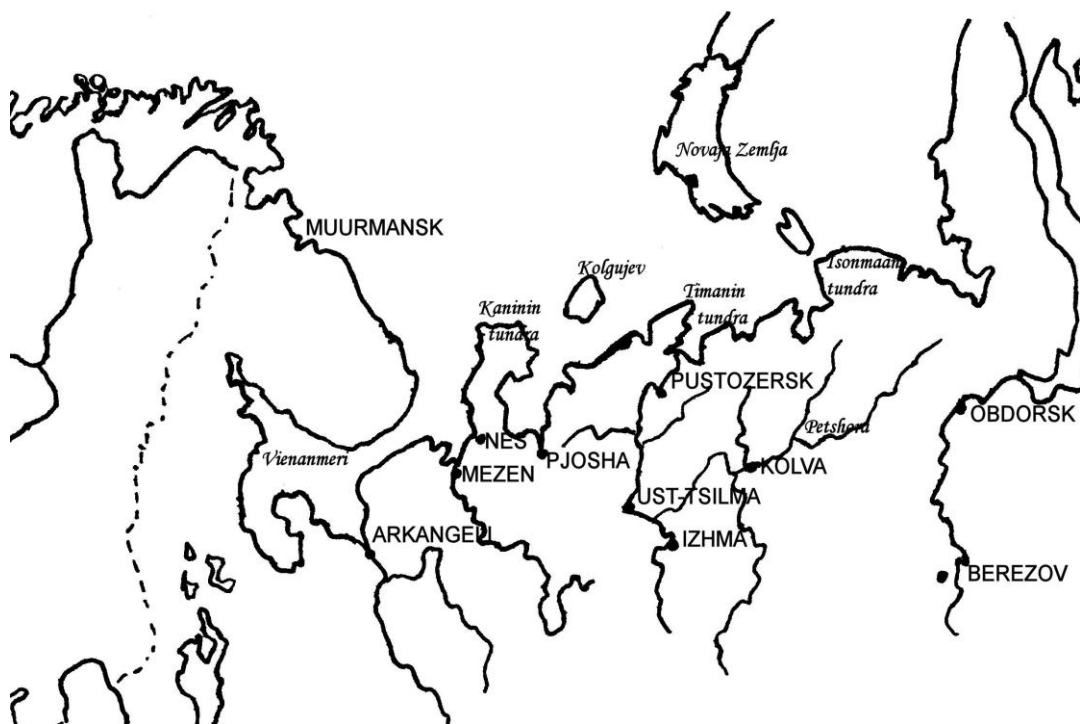 Novaja Zemlja
MUURMANSK
Kolgujev
Isonmaan
tundra
Kaninin
tundra
Timanin
tundra
PUSTOZERSK
OBDORSK
Petshora
NES
Vienanmeri
PJOSHA
KOLVA
MEZEN
UST-TSILMA
ARKANGELI
IZHMA
BEREZOV